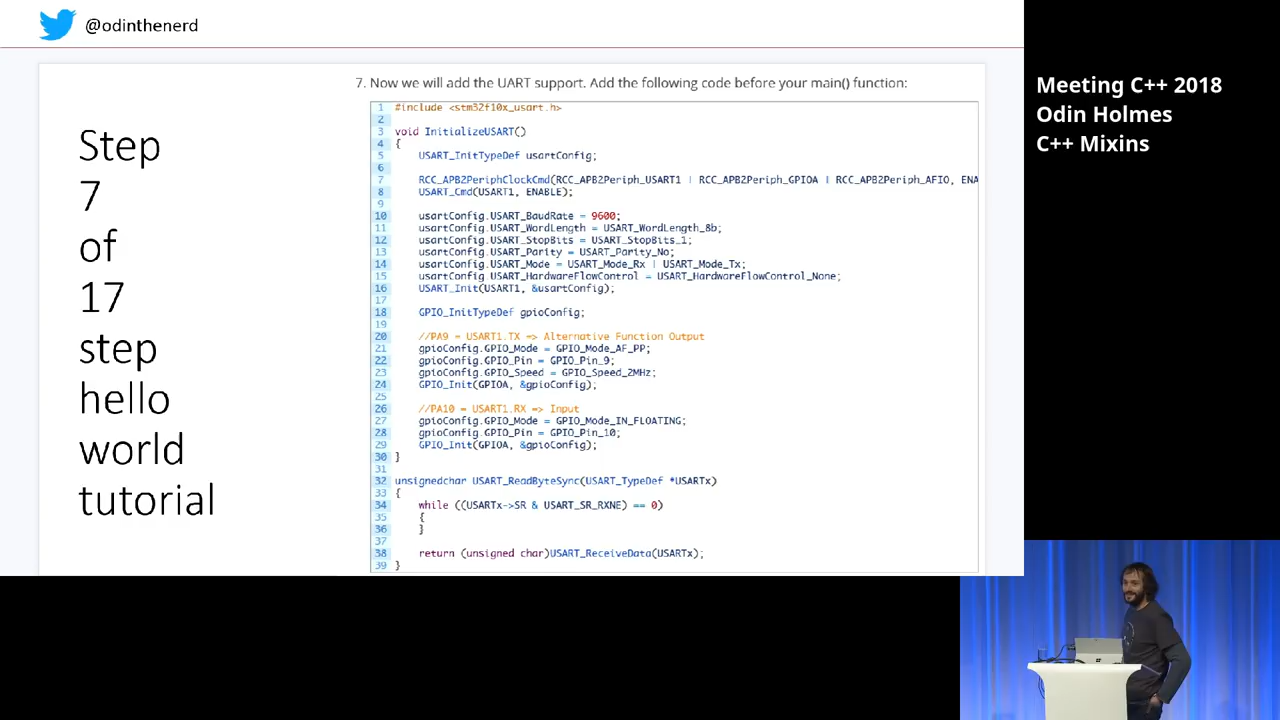 @odinthenerd
Step
7
of
17
step
hello
world
tutorial
7. Now we will add the UART support. Add the following code before your main() function:
1 #include <stm32f10x_usart.h>
2
3 void InitializeUSART()
4 {
5 USART_InitTypeDef usartConfig;
6
7 RCC_APB2PeriphClockCmd(RCC_APB2Periph_USART1 | RCC_APB2Periph_GPIOA | RCC_APB2Periph_AFIO, ENA
8 USART_Cmd(USART1, ENABLE);
9
10 usartConfig.USART_BaudRate = 9600;
11 usartConfig.USART_WordLength = USART_WordLength_8b;
12 usartConfig.USART_StopBits = USART_StopBits_1;
13 usartConfig.USART_Parity = USART_Parity_No;
14 usartConfig.USART_Mode = USART_Mode_Rx | USART_Mode_Tx;
15 usartConfig.USART_HardwareFlowControl = USART_HardwareFlowControl_None;
16 USART_Init(USART1, &usartConfig);
17
18 GPIO_InitTypeDef gpioConfig;
19
20 //PA9 = USART1.TX => Alternative Function Output
21 gpioConfig.GPIO_Mode = GPIO_Mode_AF_PP;
22 gpioConfig.GPIO_Pin = GPIO_Pin_9;
23 gpioConfig.GPIO_Speed = GPIO_Speed_2MHz;
24 GPIO_Init(GPIOA, &gpioConfig);
25
26 //PA10 = USART1.RX => Input
27 gpioConfig.GPIO_Mode = GPIO_Mode_IN_FLOATING;
28 gpioConfig.GPIO_Pin = GPIO_Pin_10;
29 GPIO_Init(GPIOA, &gpioConfig);
30 }
31
32 unsignedchar USART_ReadByteSync(USART_TypeDef *USARTx)
33 {
34 while ((USARTx->SR & USART_SR_RXNE) == 0)
35 {
36 }
37
38 return (unsigned char)USART_ReceiveData(USARTx);
39 }
Meeting C++ 2018
Odin Holmes
C++ Mixins